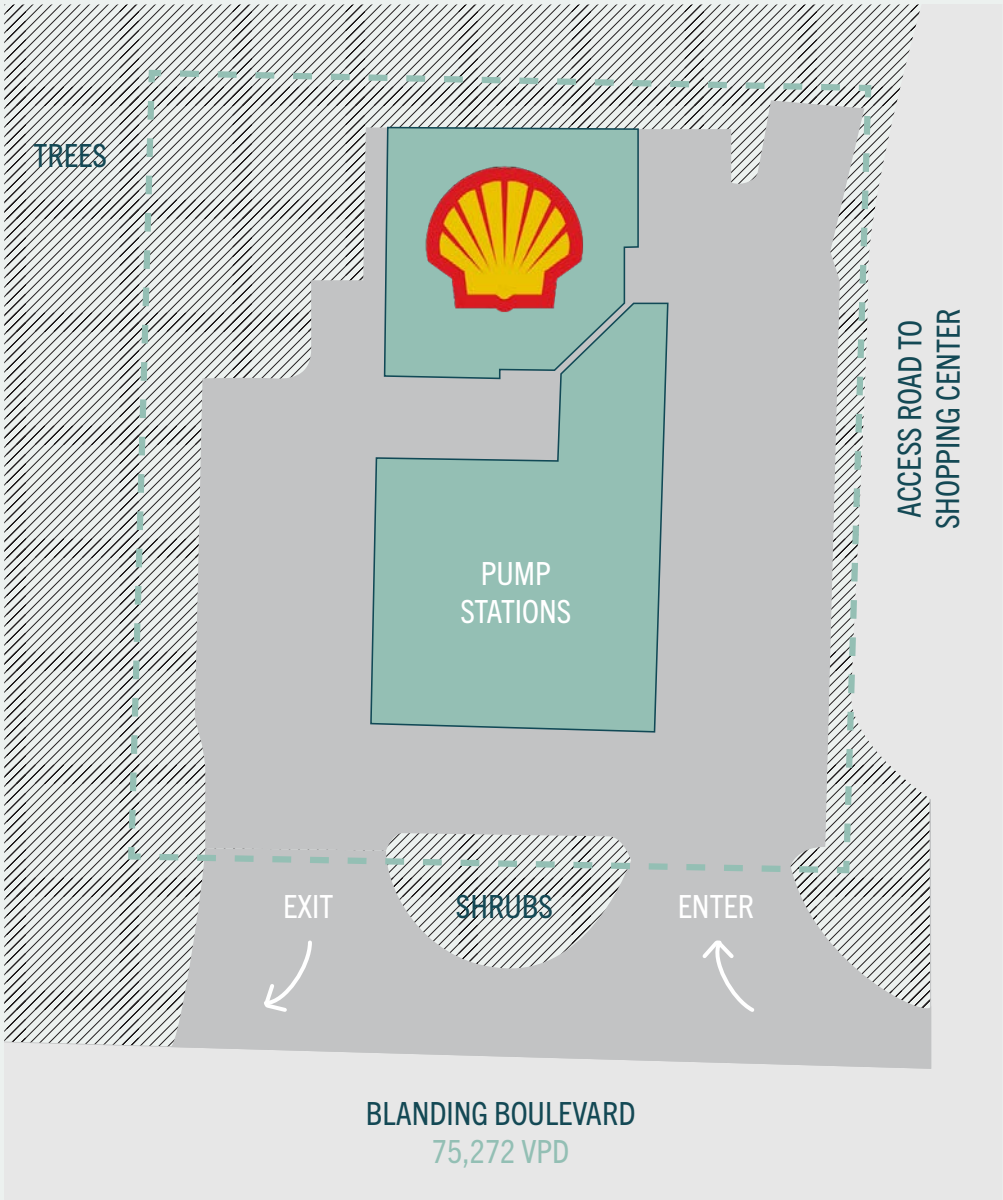 TREES
ACCESS ROAD TO
SHOPPING CENTER
PUMP
STATIONS
EXIT
SHRUBS
ENTER
BLANDING BOULEVARD
75,272 VPD